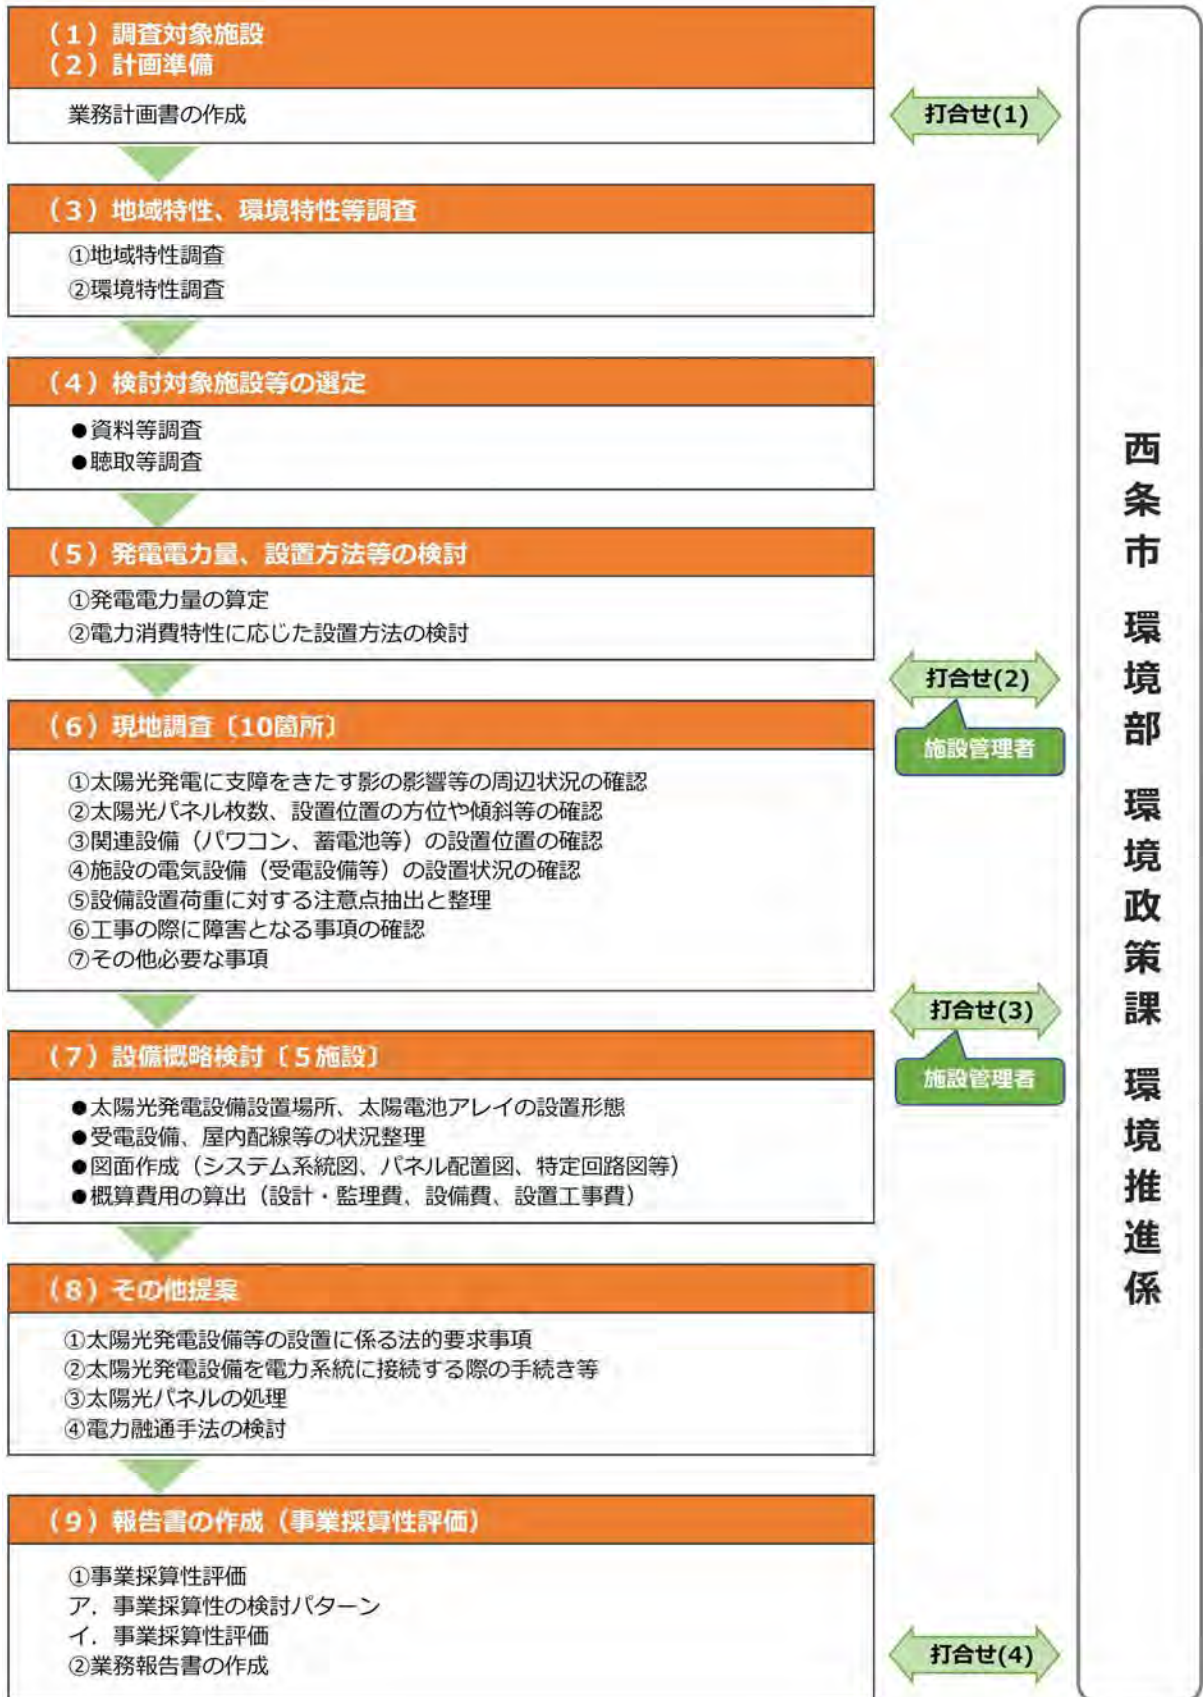 (1)調査対象施設
(2)計画準備
業務計画書の作成
打合せ(1)
(3)地域特性、環境特性等調査
①地域特性調査
②環境特性調査
(4)検討対象施設等の選定
●資料等調査
●聴取等調査
(5)発電電力量、設置方法等の検討
①発電電力量の算定
②電力消費特性に応じた設置方法の検討
打合せ(2)
施設管理者
(6)現地調査〔10箇所〕
①太陽光発電に支障をきたす影の影響等の周辺状況の確認
②太陽光パネル枚数、設置位置の方位や傾斜等の確認
③関連設備（パワコン、蓄電池等）の設置位置の確認
④施設の電気設備（受電設備等）の設置状況の確認
⑤設備設置荷重に対する注意点抽出と整理
⑥工事の際に障害となる事項の確認
⑦その他必要な事項
打合せ(3)
施設管理者
(7)設備概略検討〔5施設〕
●太陽光発電設備設置場所、太陽電池アレイの設置形態
●受電設備、屋内配線等の状況整理
●図面作成（システム系統図、パネル配置図、特定回路図等）
●概算費用の算出（設計・監理費、設備費、設置工事費）
(8)その他提案
①太陽光発電設備等の設置に係る法的要求事項
②太陽光発電設備を電力系統に接続する際の手続き等
③太陽光パネルの処理
④電力融通手法の検討
(9)報告書の作成（事業採算性評価）
①事業採算性評価
ア．事業採算性の検討パターン
イ．事業採算性評価
②業務報告書の作成
打合せ(4)
西条市 環境部 環境政策課 環境推進係